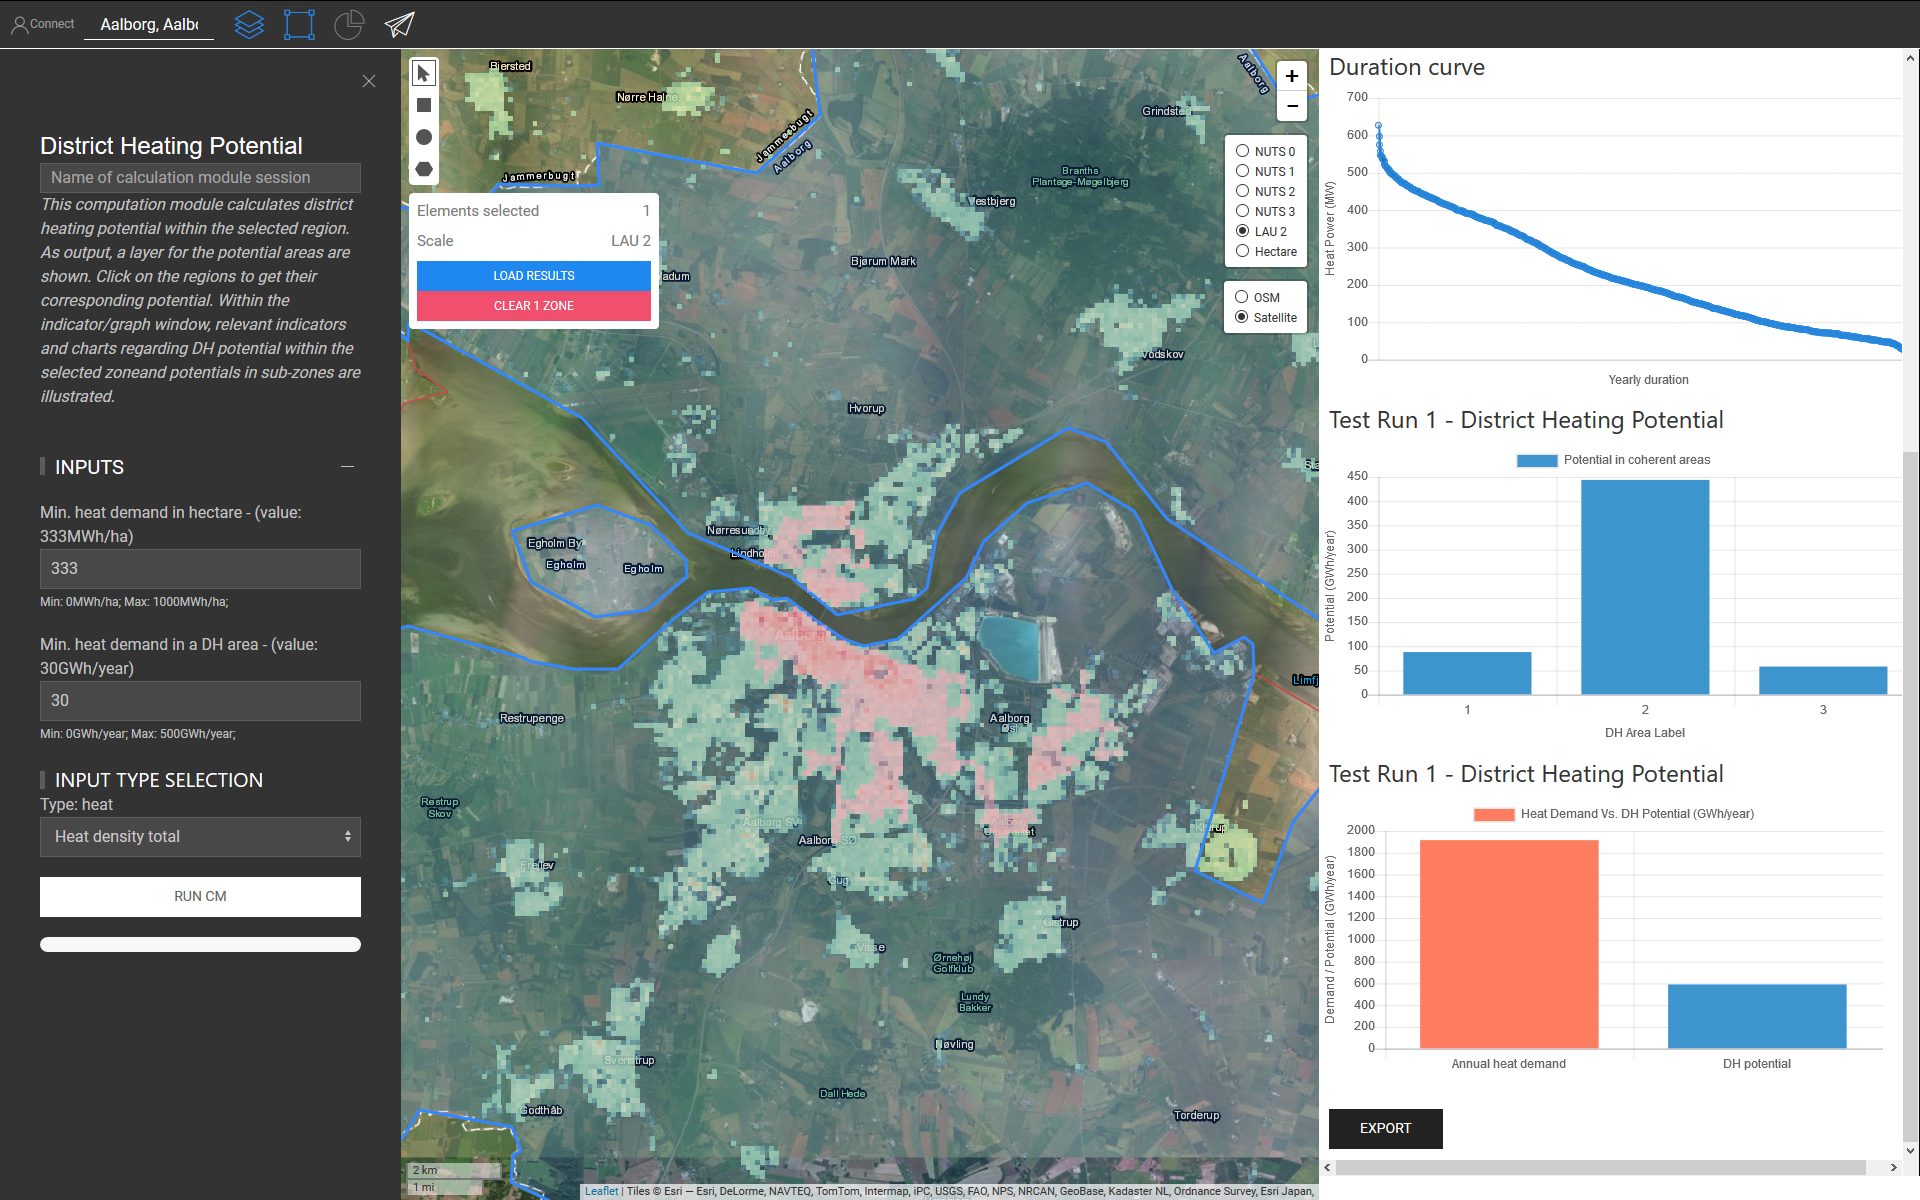 Connect
Aalborg, Aalb
District Heating Potential
Name of calculation module session
This computation module calculates district
heating potential within the selected region.
As output, a layer for the potential areas are
shown. Click on the regions to get their
corresponding potential. Within the
indicator/graph window, relevant indicators
and charts regarding DH potential within the
selected zoneand potentials in sub-zones are
illustrated.
INPUTS
Min. heat demand in hectare - (value:
333MWh/ha)
333
Min: 0MWh/ha; Max: 1000MWh/ha;
Min. heat demand in a DH area - (value:
30GWh/year)
30
Min: 0GWh/year; Max: 500GWh/year;
INPUT TYPE SELECTION
Type: heat
Heat density total
RUN CM
Elements selected 1
Scale LAU 2
LOAD RESULTS
CLEAR 1 ZONE
+
−
NUTS 0
NUTS 1
NUTS 2
NUTS 3
LAU 2
Hectare
OSM
Satellite
Biersted
Nørre Halne
Jammerbugt
Jammerbugt
Aalborg
Aalborg
Grindsted
Branths
Plantage-Møgelbjerg
Vestbjerg
Bjørum Mark
adum
Vodskov
Hvorup
Nørresundby
Lindholm
Egholm By
Egholm
Egholm
Aalborg
Limfj
Restrupenge
Aalborg
Øst
Restrup
Skov
Aalborg SV
Aalborg SØ
Klarup
Frejlev
Gug
Gistrup
Visse
Ørnehøj
Golfklub
Lundy
Bakker
Nøvling
Svenstrup
Dall Hede
Godthåb
Torderup
2 km
1 mi
Leaflet | Tiles © Esri — Esri, DeLorme, NAVTEQ, TomTom, Intermap, iPC, USGS, FAO, NPS, NRCAN, GeoBase, Kadaster NL, Ordnance Survey, Esri Japan,
Duration curve
700
600
500
400
300
200
100
0
Heat Power (MW)
Yearly duration
Test Run 1 - District Heating Potential
Potential in coherent areas
450
400
350
300
250
200
150
100
50
0
Potential (GWh/year)
1 2 3
DH Area Label
Test Run 1 - District Heating Potential
Heat Demand Vs. DH Potential (GWh/year)
2000
1800
1600
1400
1200
1000
800
600
400
200
0
Demand / Potential (GWh/year)
Annual heat demand DH potential
EXPORT